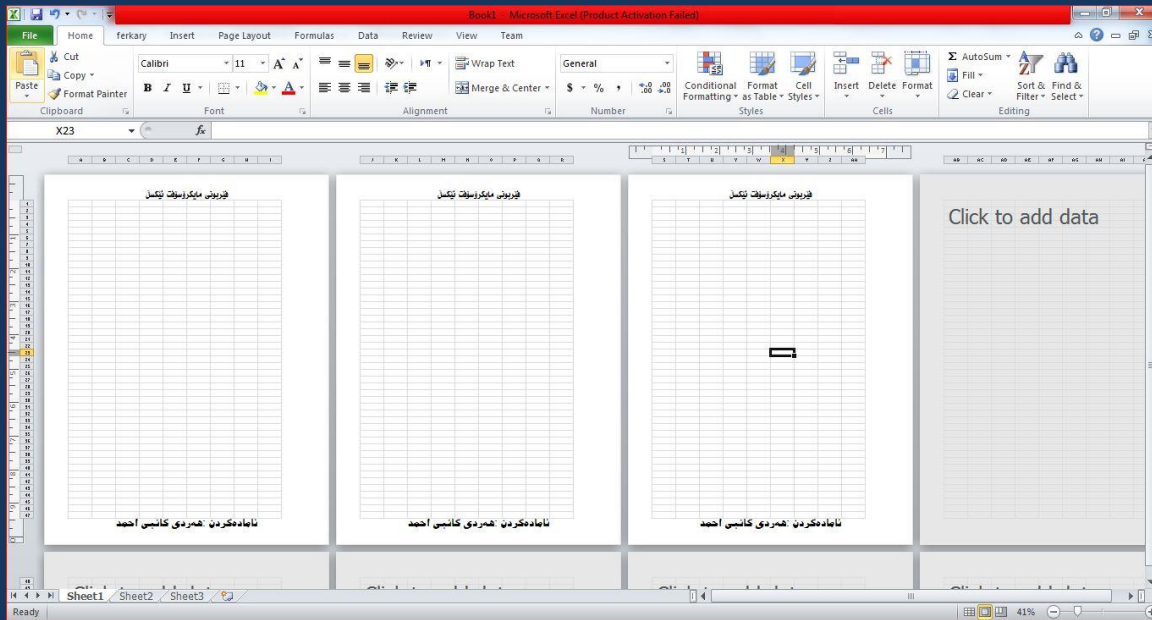 Book1 - Microsoft Excel (Product Activation Failed)
File Home ferkary Insert Page Layout Formulas Data Review View Team
Cut
Copy
Format Painter
Paste
Clipboard
Calibri 11
B I U
Font
Wrap Text
Merge & Center
Alignment
General
$ % ,
Number
Conditional Formatting
Format as Table
Cell Styles
Styles
Insert Delete Format
Cells
AutoSum
Fill
Clear
Sort & Filter
Find & Select
Editing
X23 fx
فێربونی مایکرۆسۆفت ئێکسڵ
فێربونی مایکرۆسۆفت ئێکسڵ
فێربونی مایکرۆسۆفت ئێکسڵ
Click to add data
ئامادەکردن :هەردی کانبی احمد
ئامادەکردن :هەردی کانبی احمد
ئامادەکردن :هەردی کانبی احمد
Sheet1 Sheet2 Sheet3
Ready 41%